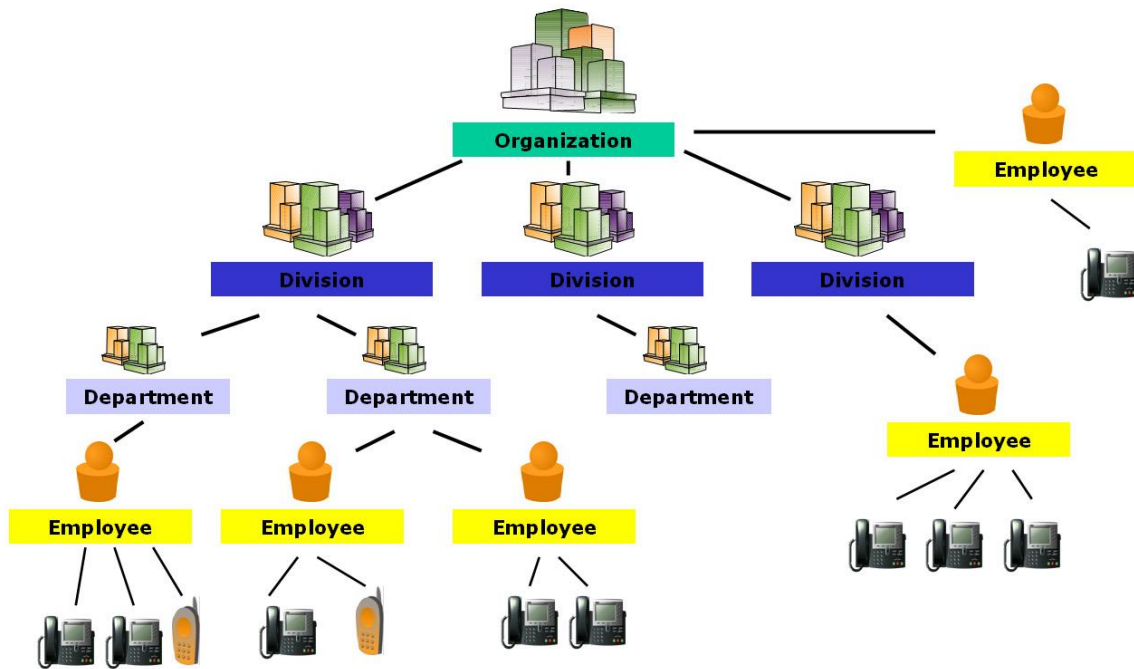 Organization
Employee
Division
Division
Division
Department
Department
Department
Employee
Employee
Employee
Employee